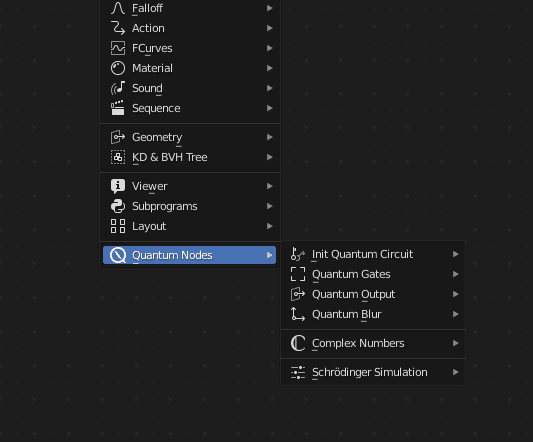 Falloff
Action
FCurves
Material
Sound
Sequence
Geometry
KD & BVH Tree
Viewer
Subprograms
Layout
Quantum Nodes
Init Quantum Circuit
Quantum Gates
Quantum Output
Quantum Blur
Complex Numbers
Schrödinger Simulation